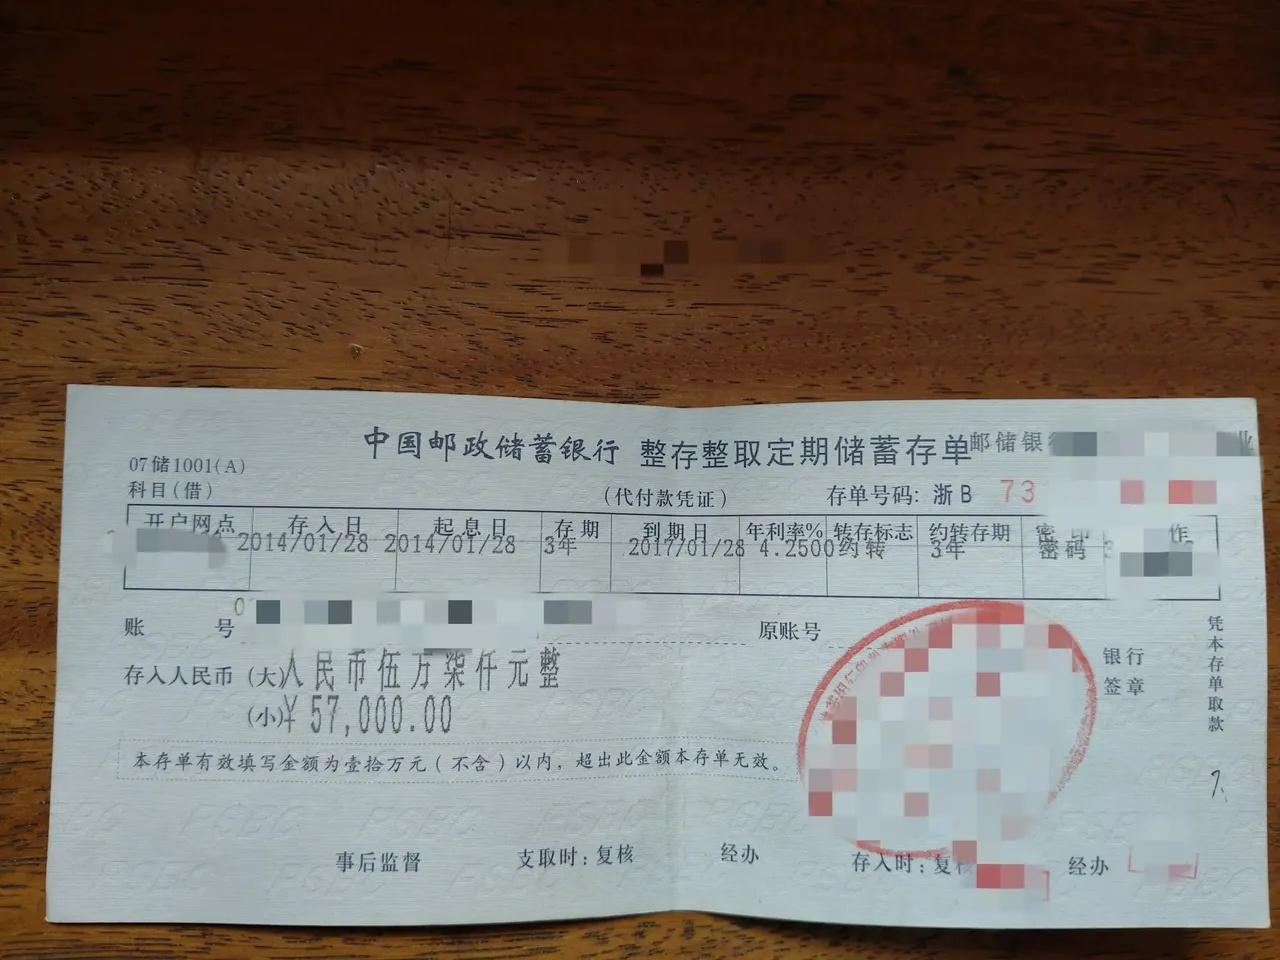 中国邮政储蓄银行 整存整取定期储蓄存单 邮储银
07储1001(A)
科目(借)
(代付款凭证) 存单号码: 浙B 73
开户网点 存入日 起息日 存期 到期日 年利率% 转存标志 约转存期 密 印 作
2014/01/28 2014/01/28 3年 2017/01/28 4.2500 约转 3年 密码
账 号 0 原账号
存入人民币 (大) 人民币伍万柒仟元整
(小) ¥ 57,000.00
本存单有效填写金额为壹拾万元(不含)以内，超出此金额本存单无效。
银行
签章
凭本存单取款
事后监督 支取时: 复核 经办 存入时: 复核 经办
PSBC PSBC PSBC PSBC